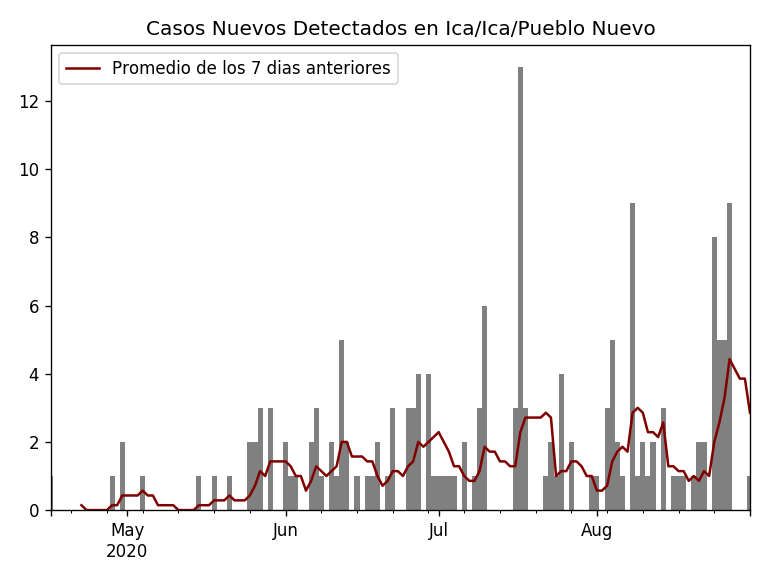 Casos Nuevos Detectados en Ica/Ica/Pueblo Nuevo
Promedio de los 7 dias anteriores
12
10
8
6
4
2
0
May Jun Jul Aug
2020